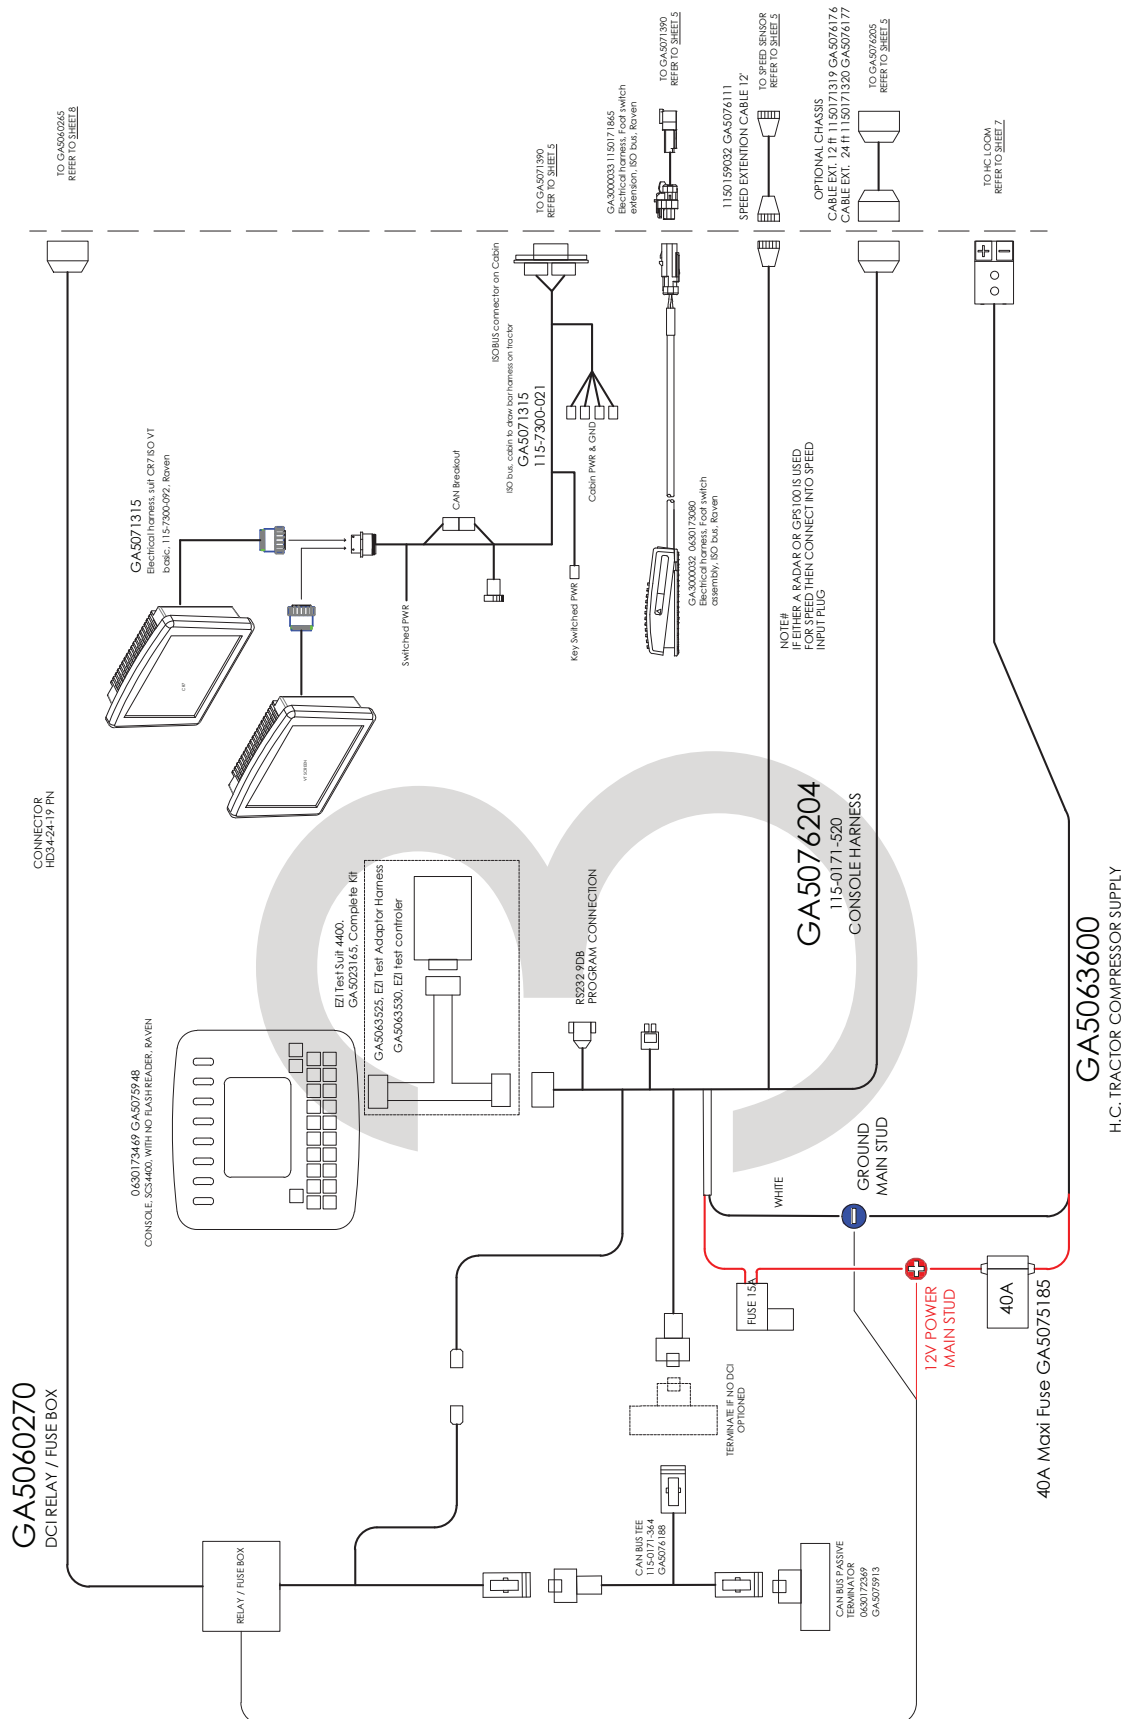 TO GA5060265
REFER TO SHEET 8
CONNECTOR
HD34-24-19 PN
GA5060270
DCI RELAY / FUSE BOX
RELAY / FUSE BOX
GA5071315
Electrical harness, suit CR7 ISO VT
basic, 115-7300-092, Raven
CR7
VT SCREEN
Switched PWR
CAN Breakout
ISOBUS connector on Cabin
ISO bus, cabin to draw bar harness on tractor
GA5071315
115-7300-021
Key Switched PWR
Cabin PWR & GND
TO GA5071390
REFER TO SHEET 5
GA3000033 1150171865
Electrical harness, Foot switch
extension, ISO bus, Raven
TO GA5071390
REFER TO SHEET 5
GA3000032 0630173080
Electrical harness, Foot switch
assembly, ISO bus, Raven
1150159032 GA5076111
SPEED EXTENTION CABLE 12'
TO SPEED SENSOR
REFER TO SHEET 5
NOTE#
IF EITHER A RADAR OR GPS100 IS USED
FOR SPEED THEN CONNECT INTO SPEED
INPUT PLUG
OPTIONAL CHASSIS
CABLE EXT. 12 ft 1150171319 GA5076176
CABLE EXT. 24 ft 1150171320 GA5076177
TO GA5076205
REFER TO SHEET 5
TO HC LOOM
REFER TO SHEET 7
0630173469 GA5075948
CONSOLE, SCS4400, WITH NO FLASH READER, RAVEN
EZI Test Suit 4400.
GA5023165, Complete Kit
GA5063525, EZI Test Adaptor Harness
GA5063530, EZI test controler
RS232 9DB
PROGRAM CONNECTION
GA5076204
115-0171-520
CONSOLE HARNESS
GA5063600
H.C. TRACTOR COMPRESSOR SUPPLY
WHITE
GROUND
MAIN STUD
FUSE 15A
12V POWER
MAIN STUD
40A
40A Maxi Fuse GA5075185
TERMINATE IF NO DCI
OPTIONED
CAN BUS TEE
115-0171-364
GA5076188
CAN BUS PASSIVE
TERMINATOR
0630172369
GA5075913